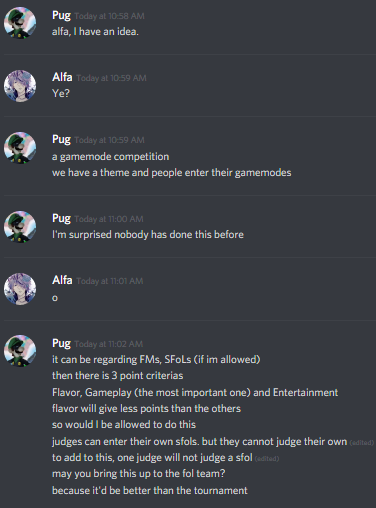 Pug Today at 10:58 AM
alfa, I have an idea.
Alfa Today at 10:59 AM
Ye?
Pug Today at 10:59 AM
a gamemode competition
we have a theme and people enter their gamemodes
Pug Today at 11:00 AM
I'm surprised nobody has done this before
Alfa Today at 11:01 AM
o
Pug Today at 11:02 AM
it can be regarding FMs, SFoLs (if im allowed)
then there is 3 point criterias
Flavor, Gameplay (the most important one) and Entertainment
flavor will give less points than the others
so would I be allowed to do this
judges can enter their own sfols. but they cannot judge their own (edited)
to add to this, one judge will not judge a sfol (edited)
may you bring this up to the fol team?
because it'd be better than the tournament